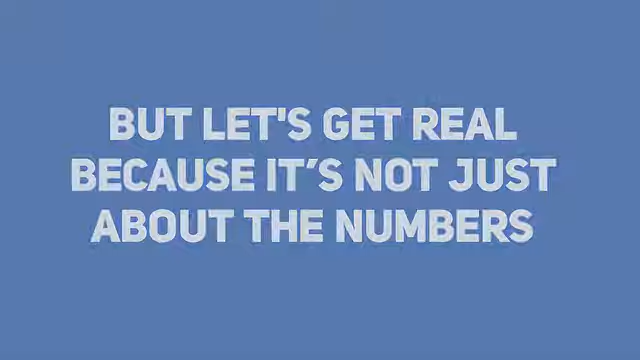 BUT LET'S GET REAL
BECAUSE IT’S NOT JUST
ABOUT THE NUMBERS